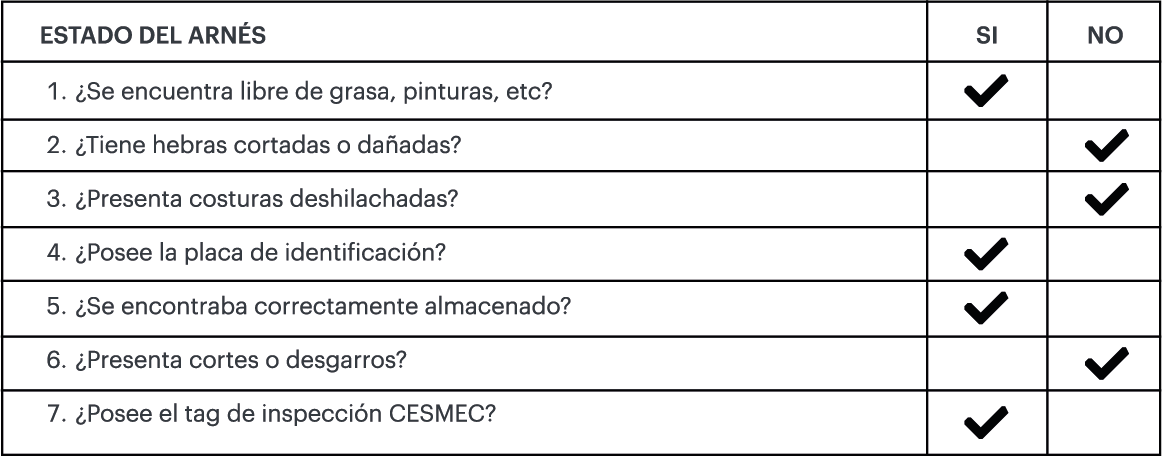 ESTADO DEL ARNÉS SI NO
1. ¿Se encuentra libre de grasa, pinturas, etc? ✔
2. ¿Tiene hebras cortadas o dañadas? ✔
3. ¿Presenta costuras deshilachadas? ✔
4. ¿Posee la placa de identificación? ✔
5. ¿Se encontraba correctamente almacenado? ✔
6. ¿Presenta cortes o desgarros? ✔
7. ¿Posee el tag de inspección CESMEC? ✔